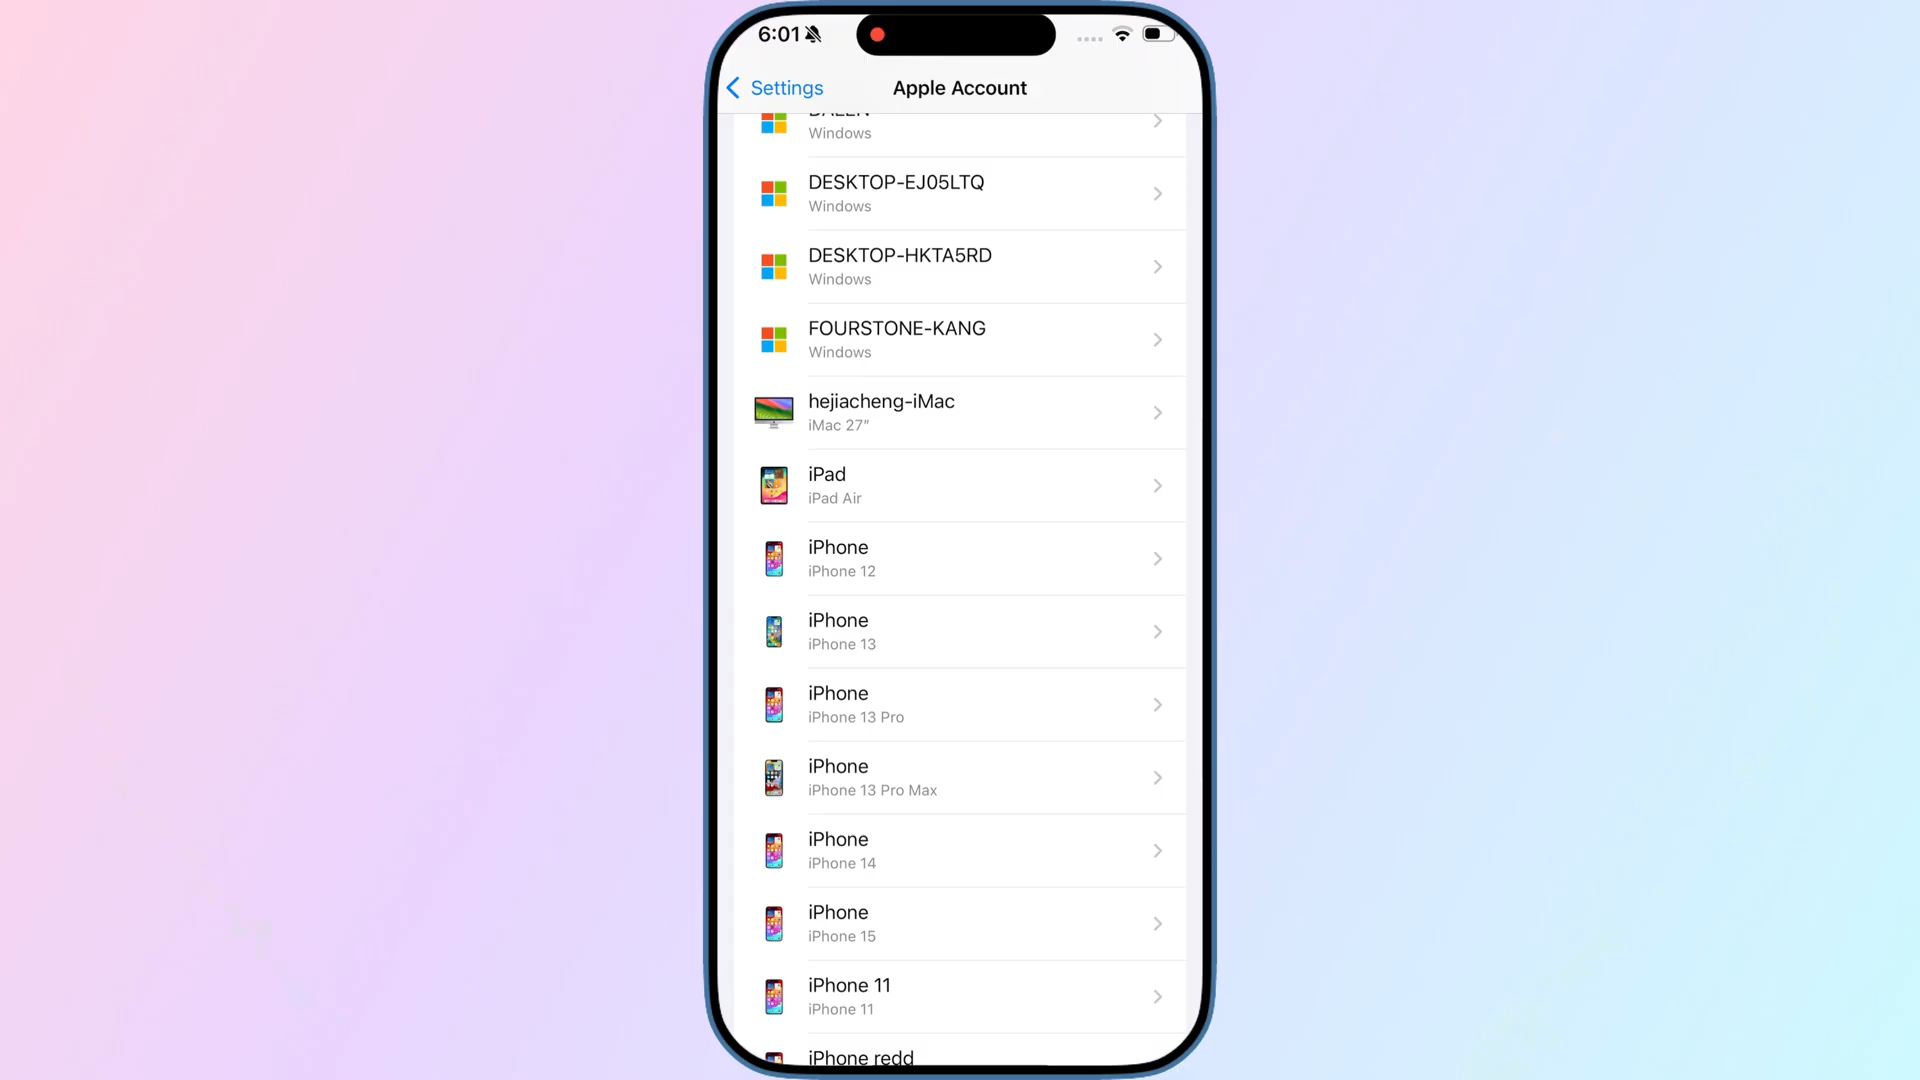 6:01
Settings
Apple Account
Windows
DESKTOP-EJ05LTQ
Windows
DESKTOP-HKTA5RD
Windows
FOURSTONE-KANG
Windows
hejiacheng-iMac
iMac 27″
iPad
iPad Air
iPhone
iPhone 12
iPhone
iPhone 13
iPhone
iPhone 13 Pro
iPhone
iPhone 13 Pro Max
iPhone
iPhone 14
iPhone
iPhone 15
iPhone 11
iPhone 11
iPhone redd